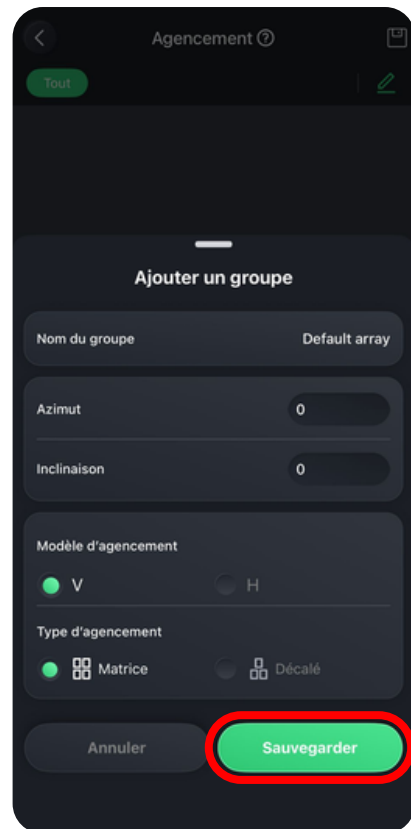 Agencement
Tout
Ajouter un groupe
Nom du groupe Default array
Azimut 0
Inclinaison 0
Modèle d'agencement
V H
Type d'agencement
Matrice Décalé
Annuler Sauvegarder